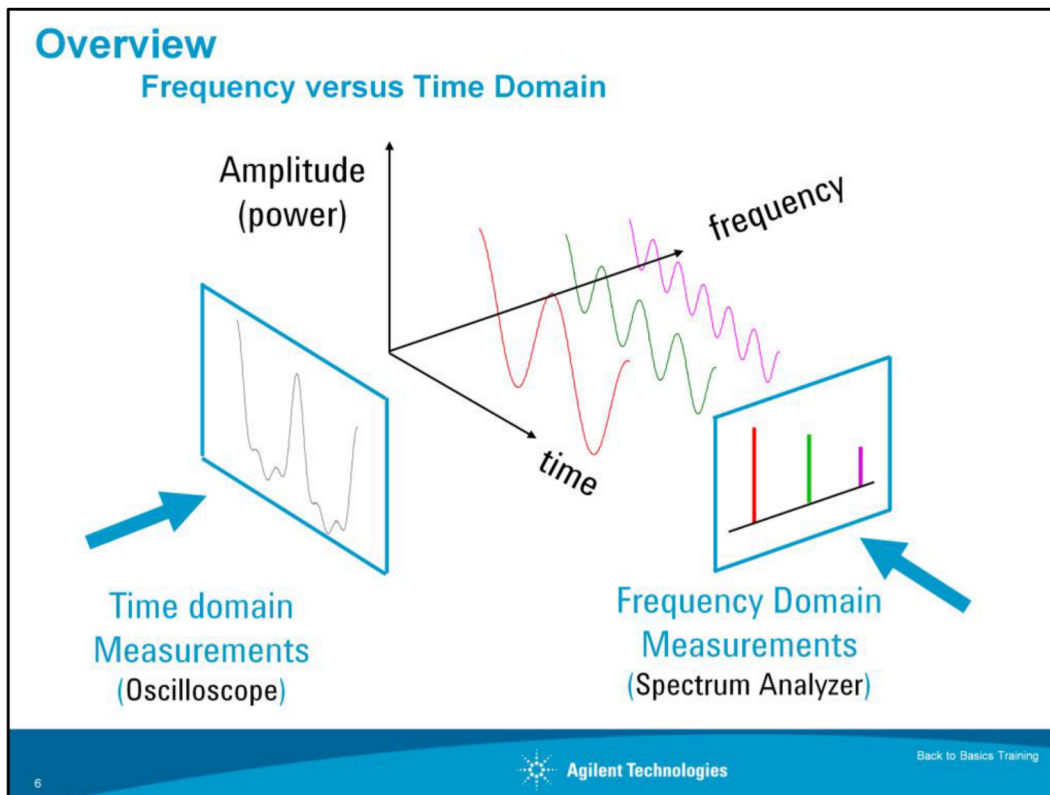 Overview
Frequency versus Time Domain
Amplitude
(power)
frequency
time
Time domain
Measurements
(Oscilloscope)
Frequency Domain
Measurements
(Spectrum Analyzer)
6
Agilent Technologies
Back to Basics Training